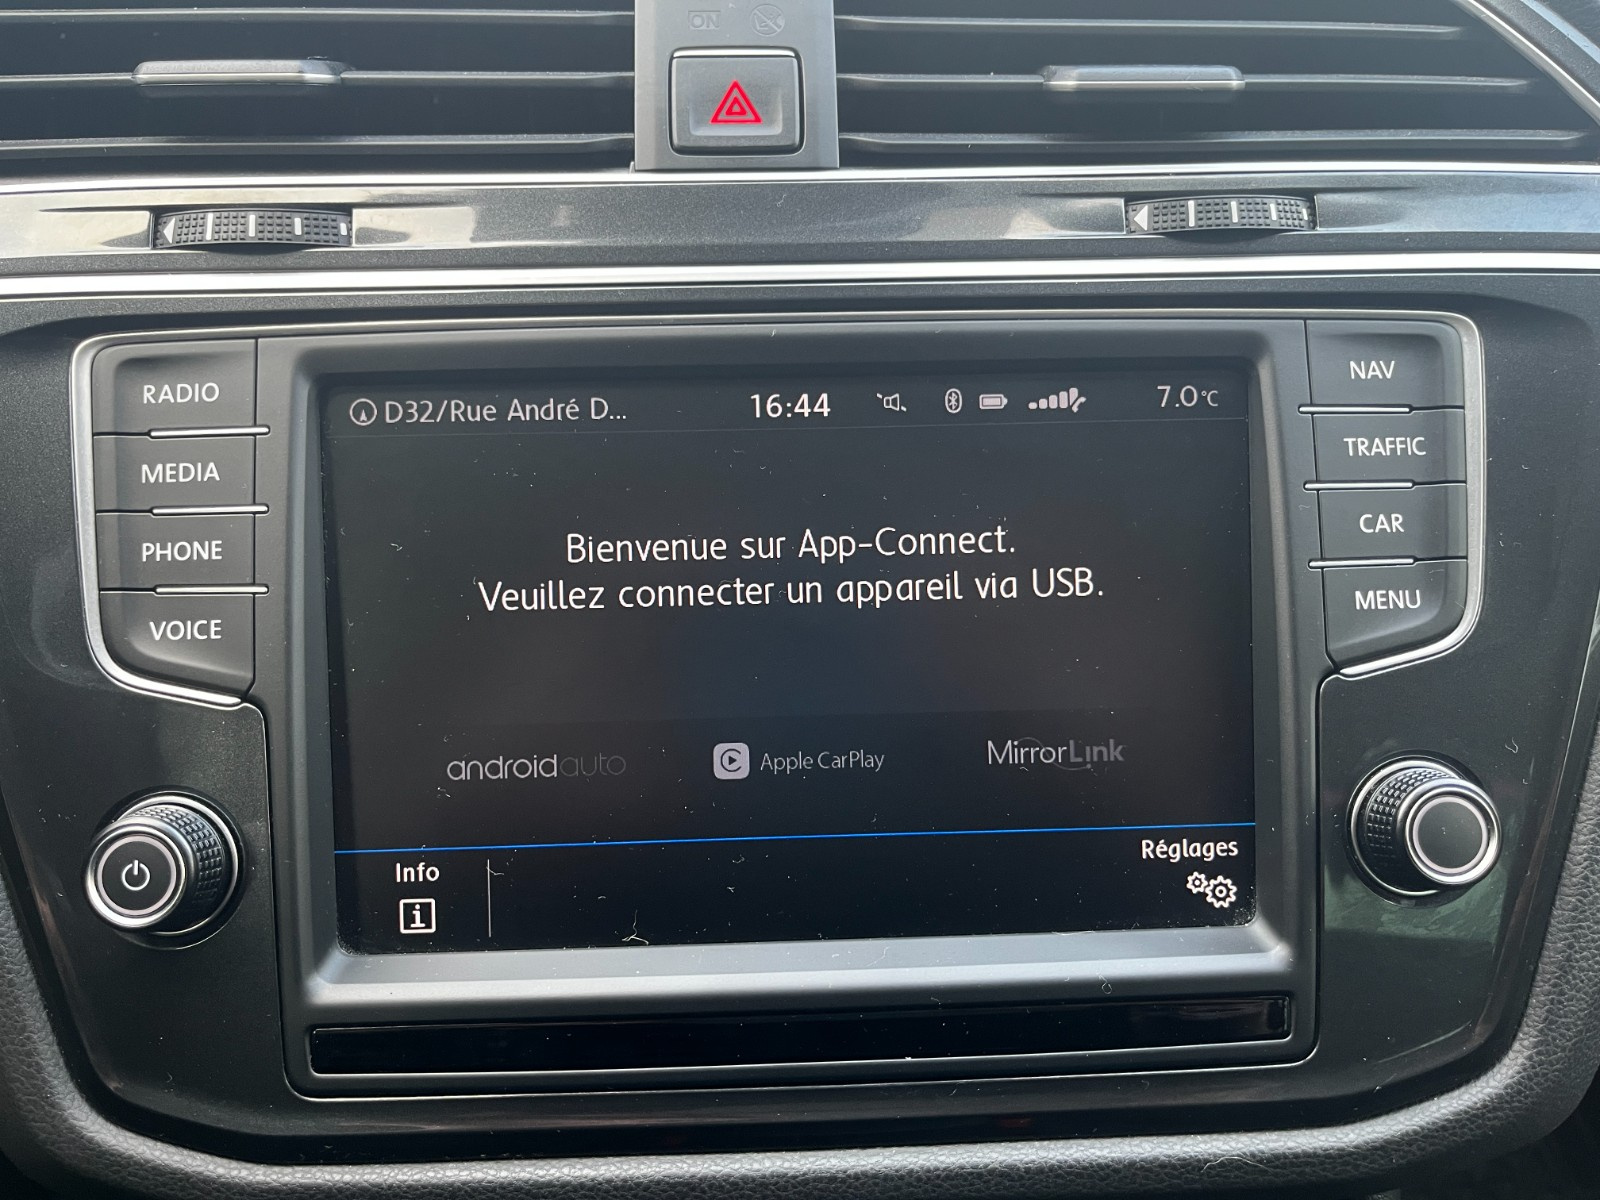 ON
RADIO
MEDIA
PHONE
VOICE
D32/Rue André D...
16:44
7.0°C
Bienvenue sur App-Connect.
Veuillez connecter un appareil via USB.
androidauto
Apple CarPlay
MirrorLink
Info
i
Réglages
NAV
TRAFFIC
CAR
MENU